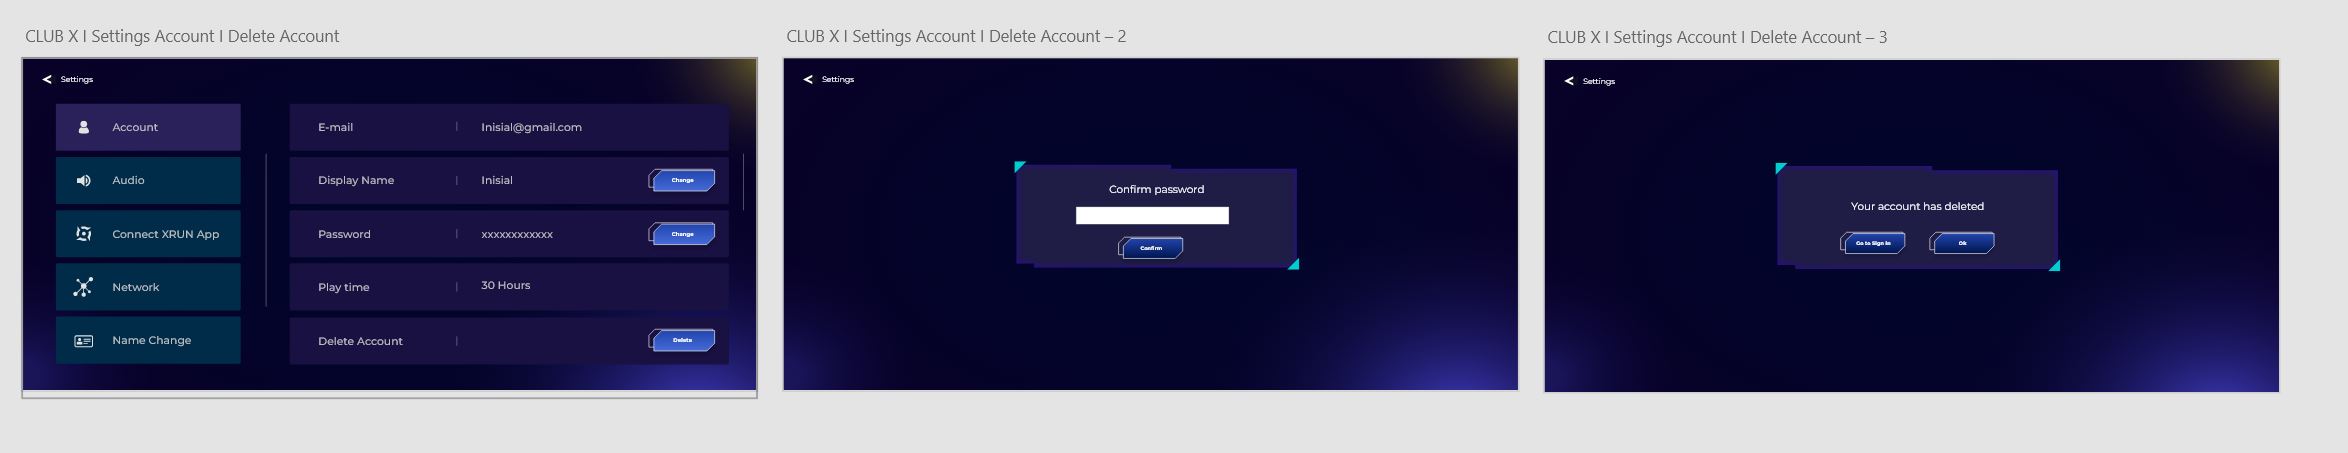 CLUB X I Settings Account I Delete Account
Settings
Account
Audio
Connect XRUN App
Network
Name Change
E-mail | Inisial@gmail.com
Display Name | Inisial Change
Password | xxxxxxxxxxxx Change
Play time | 30 Hours
Delete Account | Delete
CLUB X I Settings Account I Delete Account – 2
Settings
Confirm password
Confirm
CLUB X I Settings Account I Delete Account – 3
Settings
Your account has deleted
Go to Sign in Ok